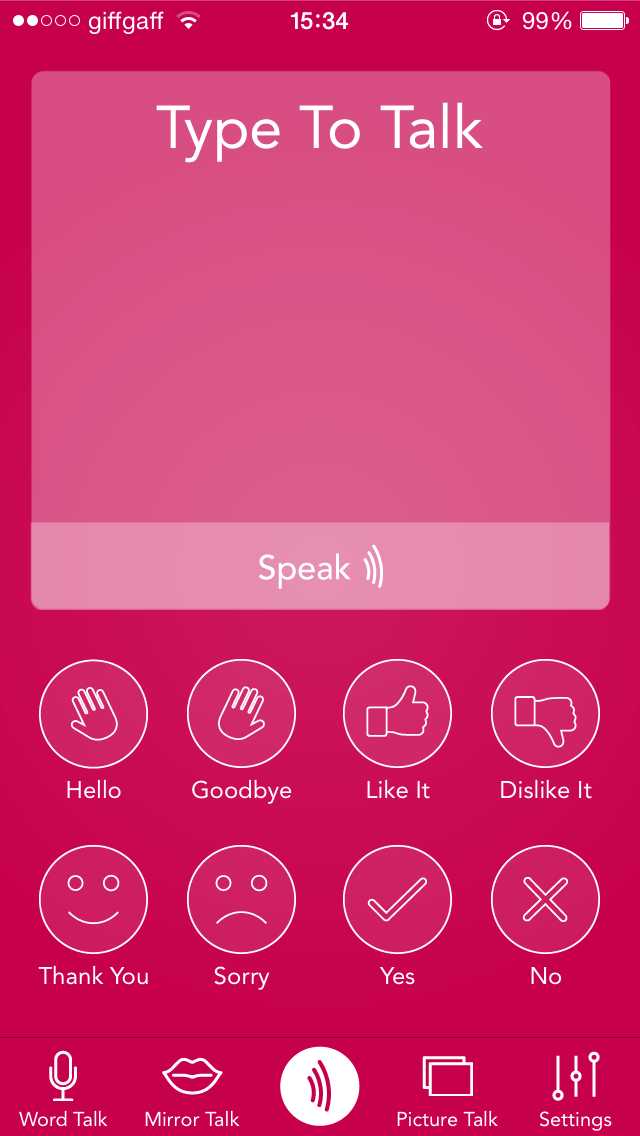 giffgaff 15:34 99%
Type To Talk
Speak
Hello Goodbye Like It Dislike It
Thank You Sorry Yes No
Word Talk Mirror Talk Picture Talk Settings